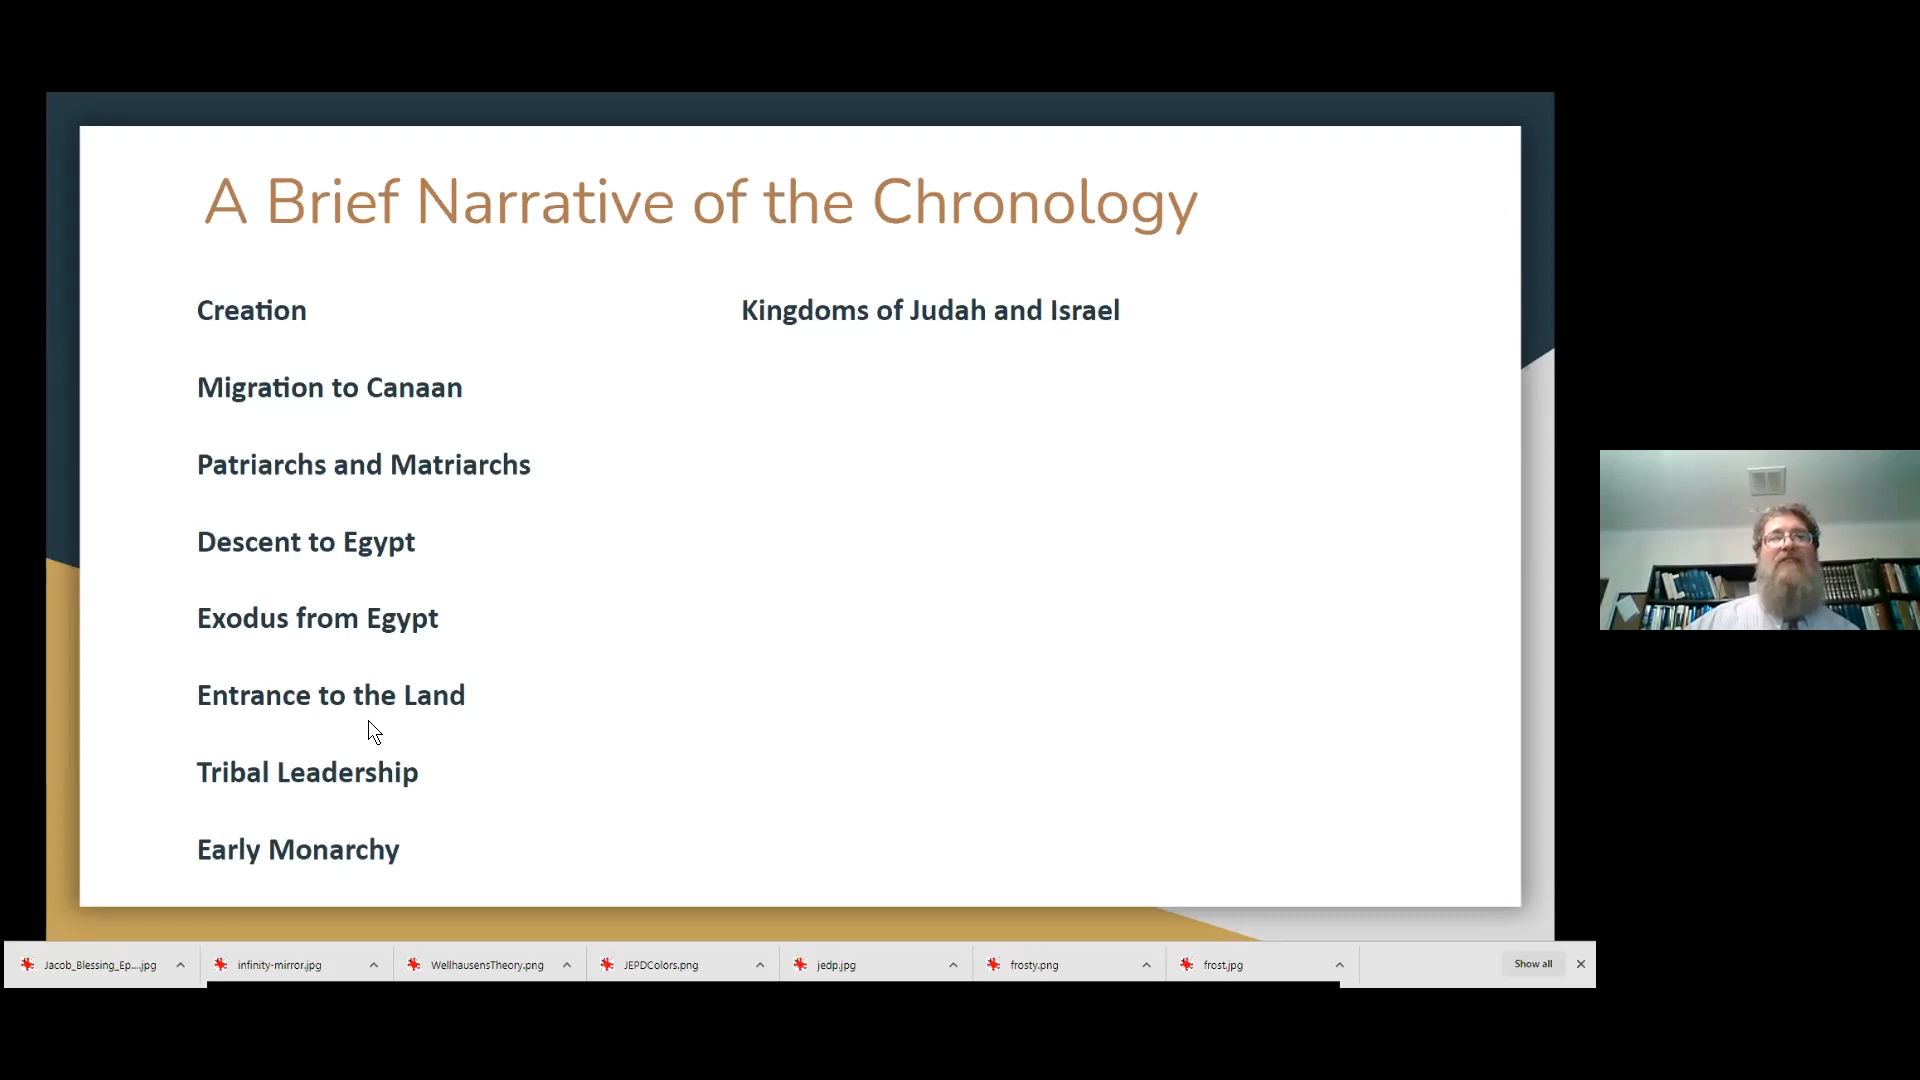 A Brief Narrative of the Chronology
Creation
Migration to Canaan
Patriarchs and Matriarchs
Descent to Egypt
Exodus from Egypt
Entrance to the Land
Tribal Leadership
Early Monarchy
Kingdoms of Judah and Israel
Jacob_Blessing_Ep....jpg
infinity-mirror.jpg
WellhausensTheory.png
JEPDColors.png
jedp.jpg
frosty.png
frost.jpg
Show all